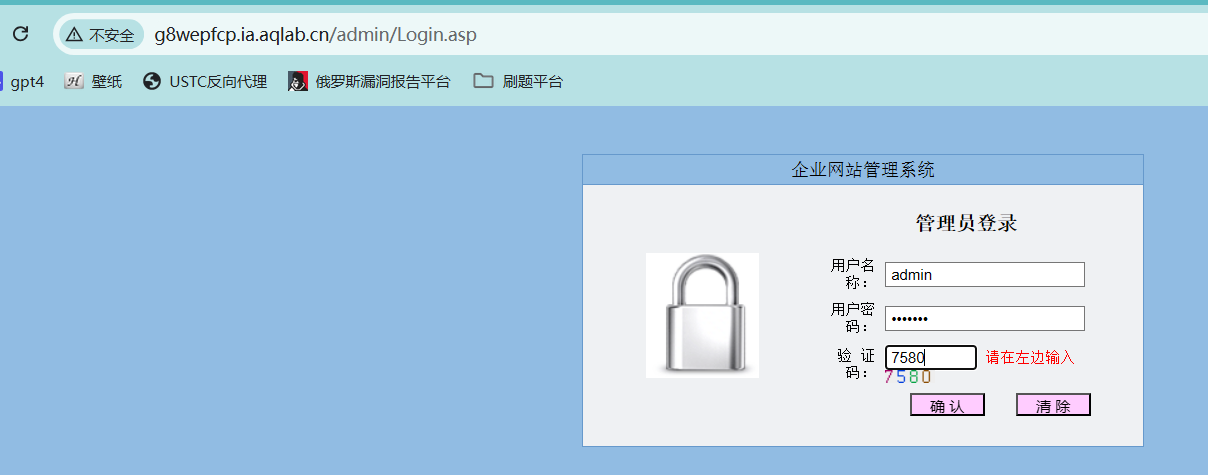 不安全 g8wepfcp.ia.aqlab.cn/admin/Login.asp
gpt4 壁纸 USTC反向代理 俄罗斯漏洞报告平台 刷题平台
企业网站管理系统
管理员登录
用户名
称： admin
用户密
码： •••••••
验 证
码： 7580 请在左边输入
7580
确 认 清 除